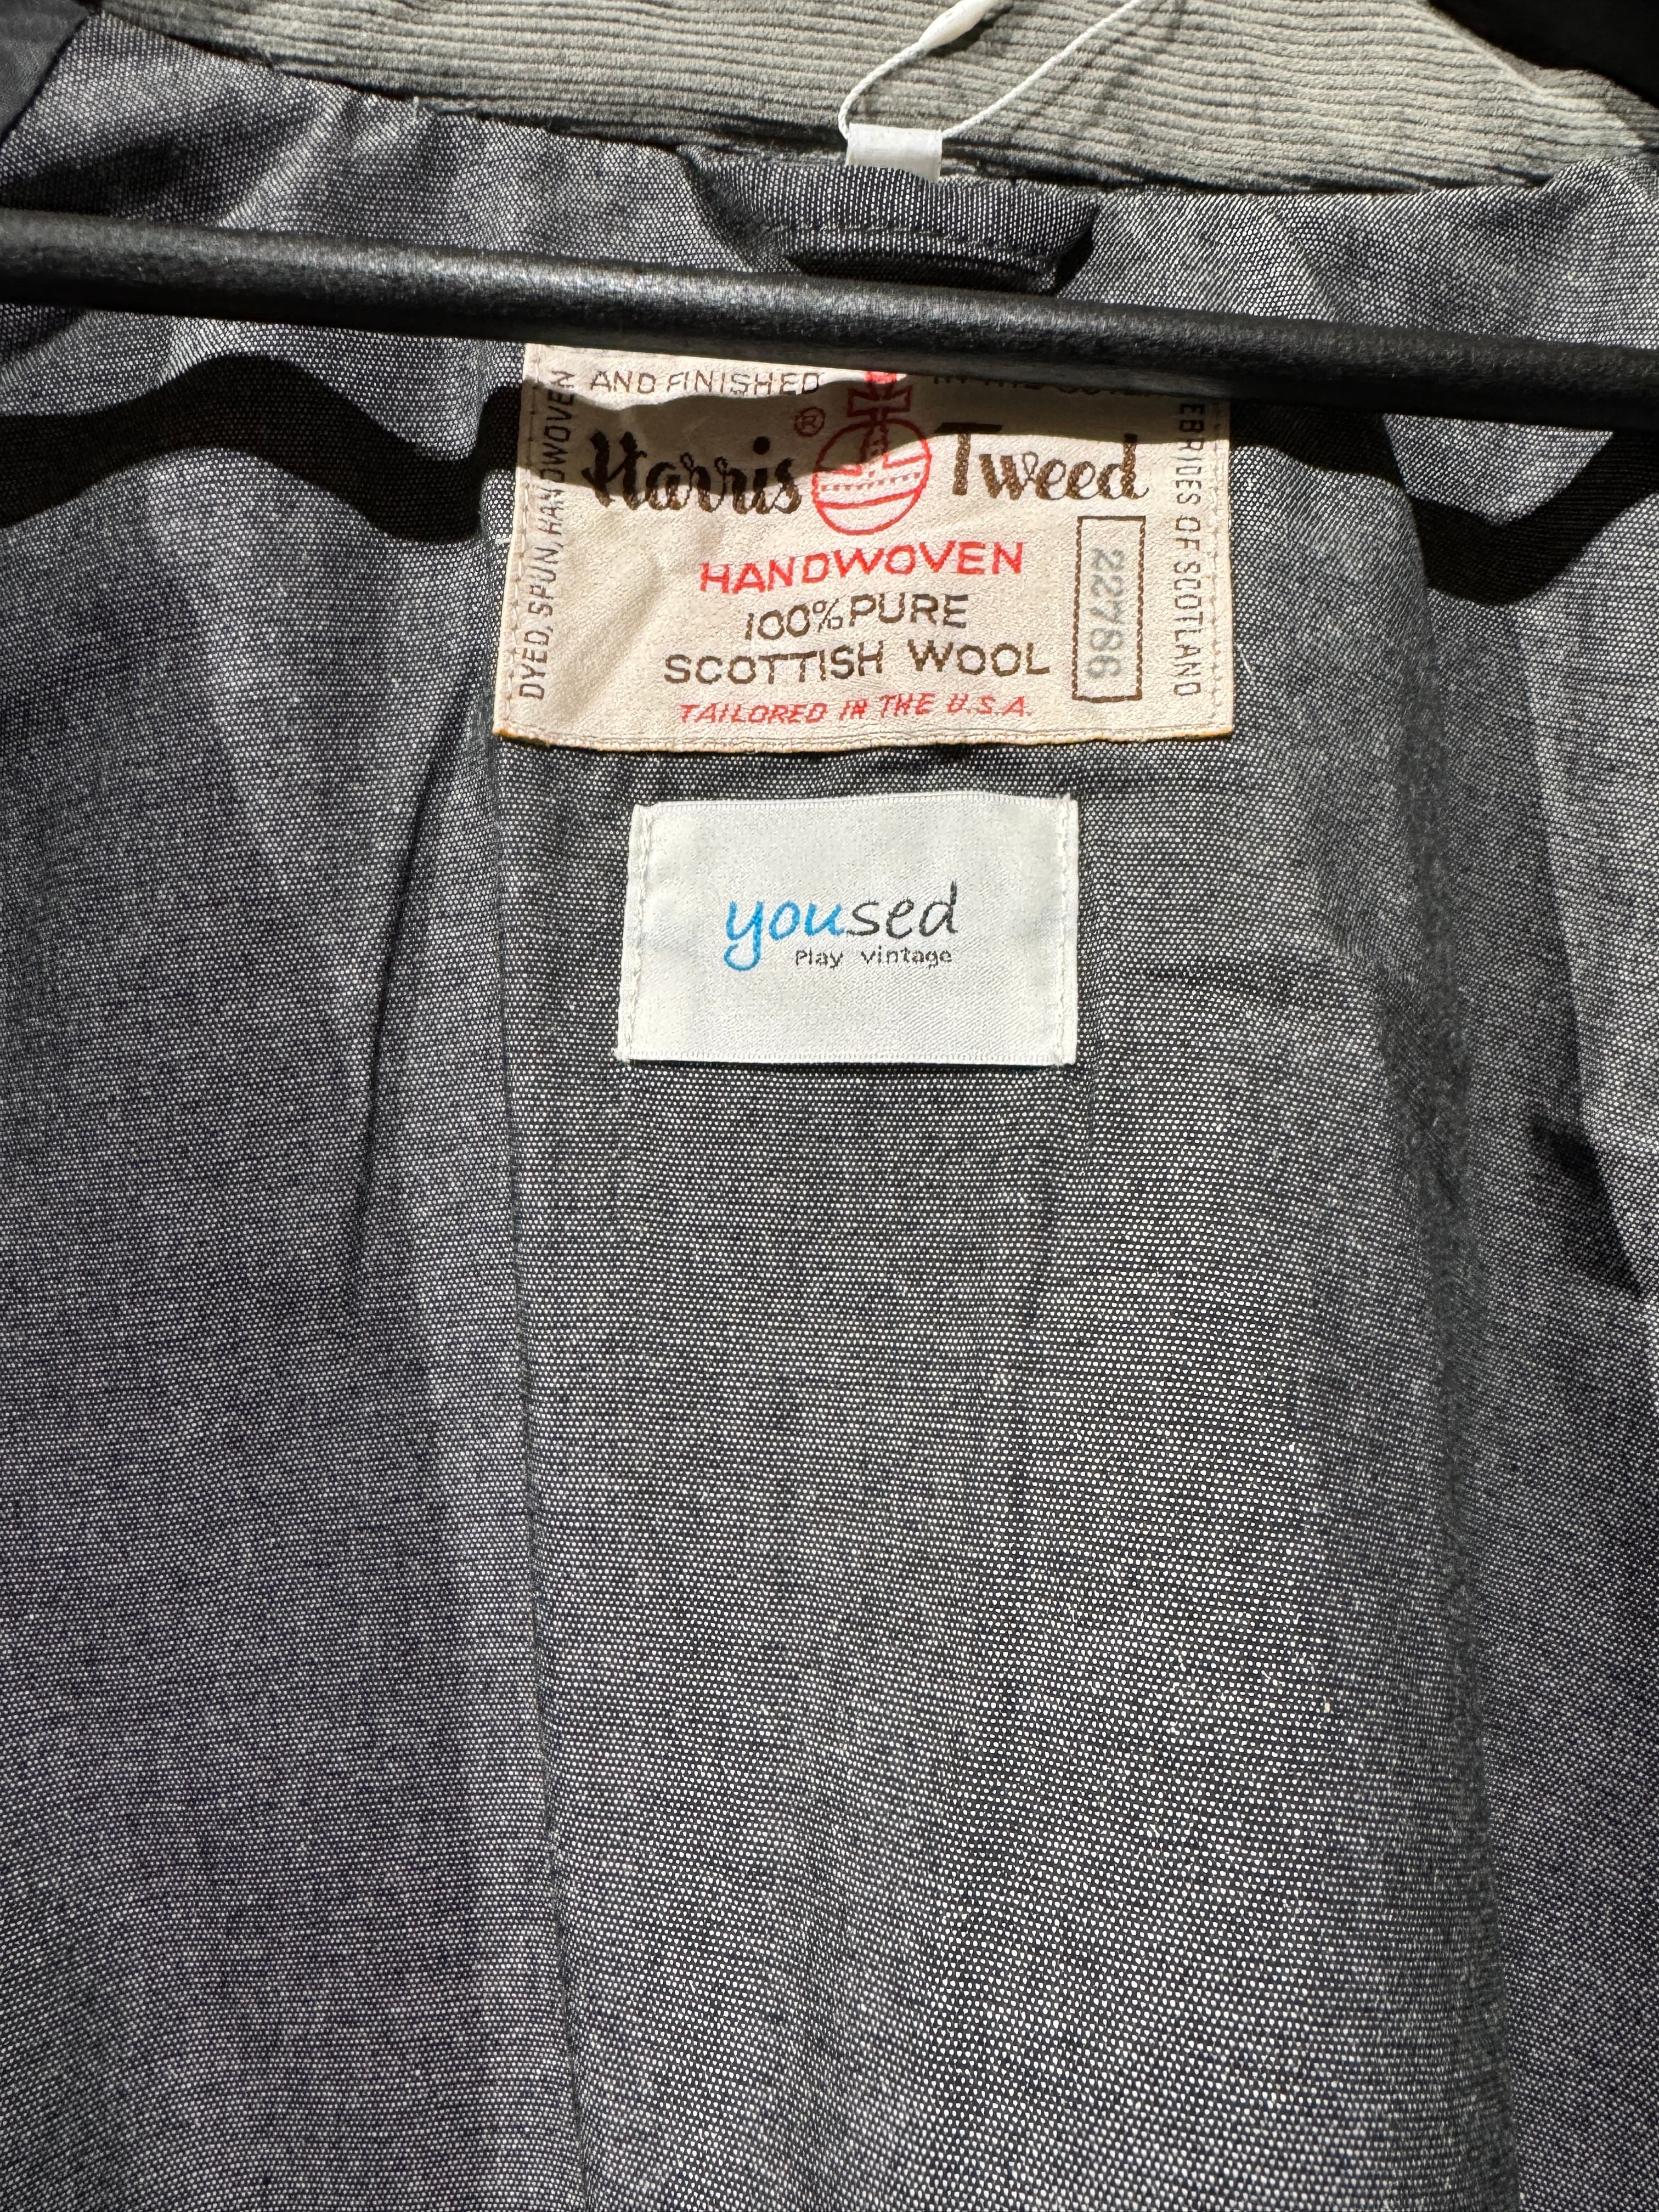 AND FINISHED
DYED, SPUN, HANDWOVEN
Harris ® Tweed
HANDWOVEN
100% PURE
SCOTTISH WOOL
TAILORED IN THE U.S.A.
22786
EBRIDES OF SCOTLAND
yoused
Play vintage